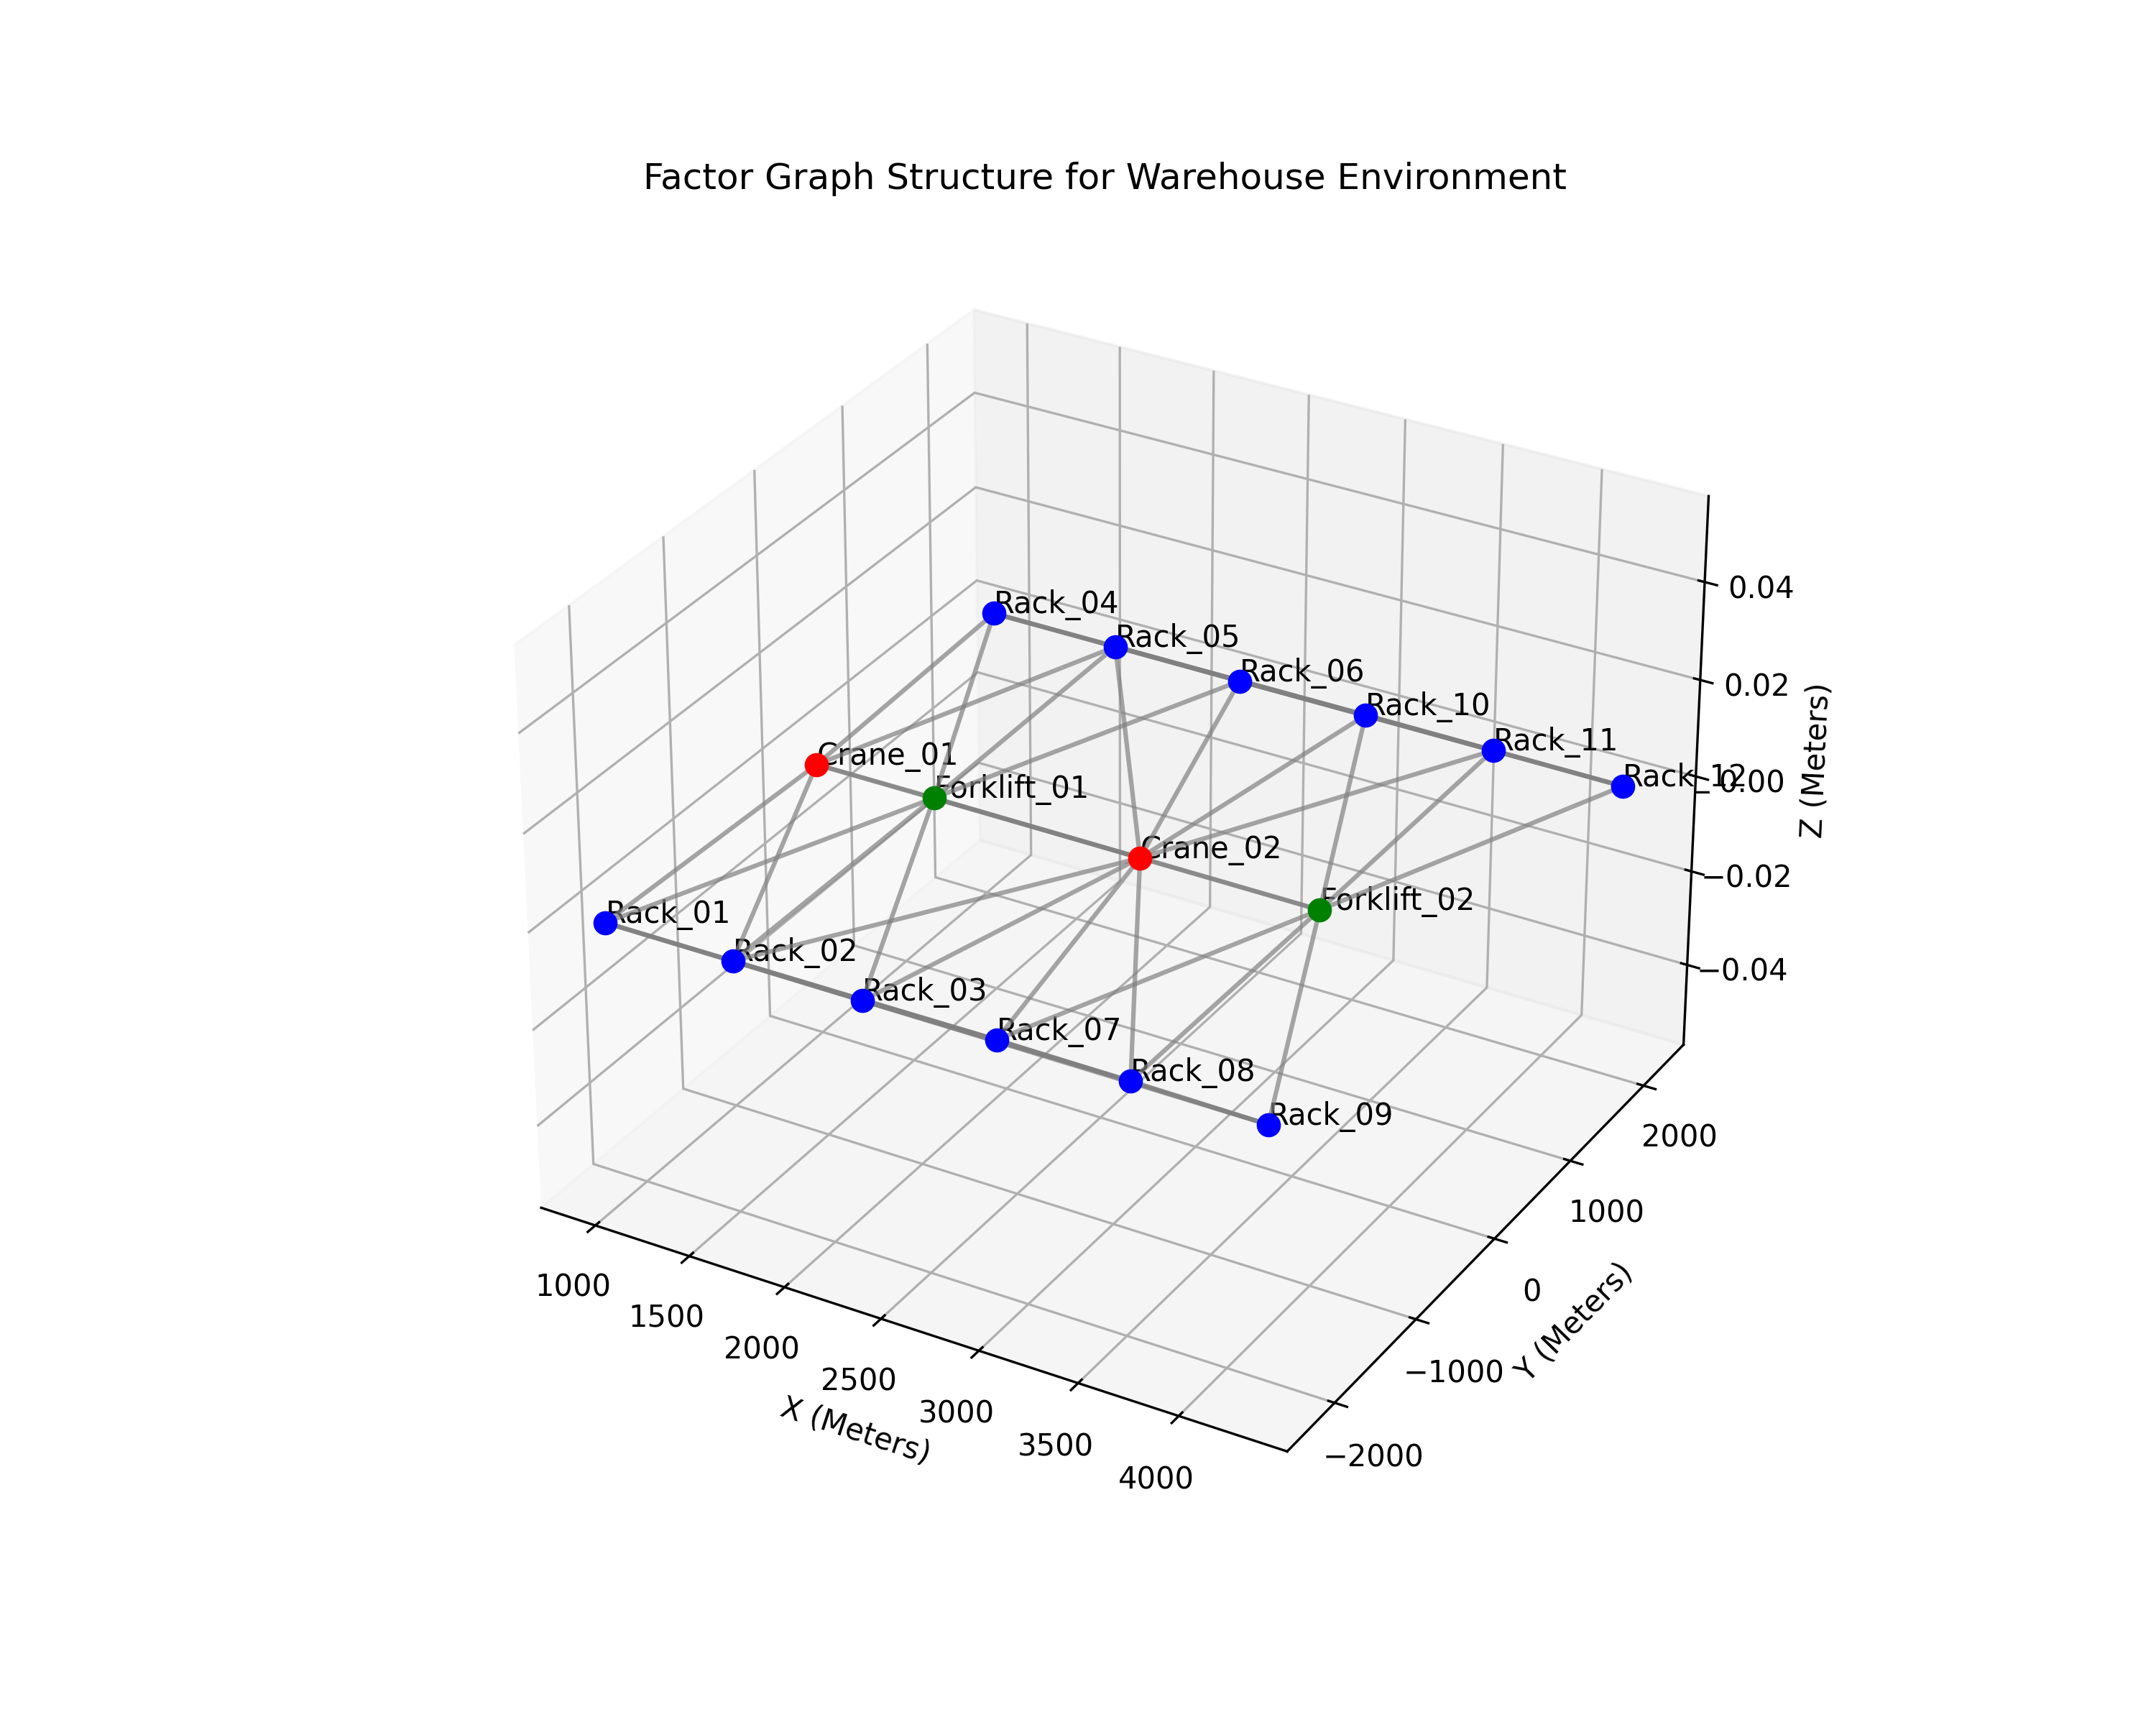 Factor Graph Structure for Warehouse Environment
Rack_04
Rack_05
Rack_06
Rack_10
Rack_11
Rack_12
Crane_01
Forklift_01
Crane_02
Forklift_02
Rack_01
Rack_02
Rack_03
Rack_07
Rack_08
Rack_09
0.04
0.02
0.00
−0.02
−0.04
Z (Meters)
2000
1000
0
−1000
−2000
Y (Meters)
1000
1500
2000
2500
3000
3500
4000
X (Meters)